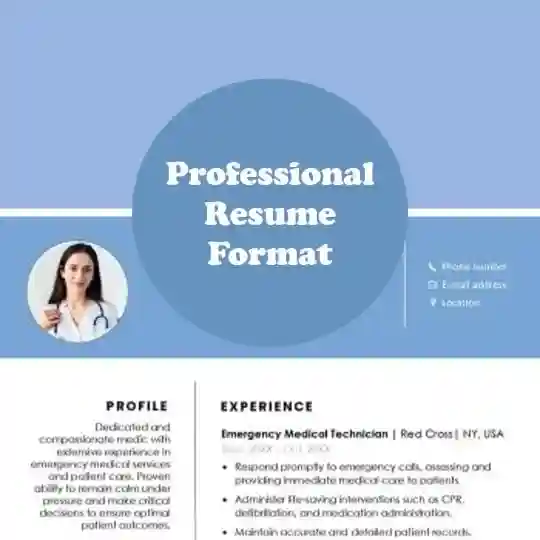 Professional
Resume
Format
Phone number
E-mail address
Location
PROFILE
Dedicated and
compassionate medic with
extensive experience in
emergency medical services
and patient care. Proven
ability to remain calm under
pressure and make critical
decisions to ensure optimal
patient outcomes.
EXPERIENCE
Emergency Medical Technician | Red Cross| NY, USA
• Respond promptly to emergency calls, assessing and
providing immediate medical care to patients
• Administer life-saving interventions such as CPR,
defibrillation, and medication administration.
• Maintain accurate and detailed patient records.